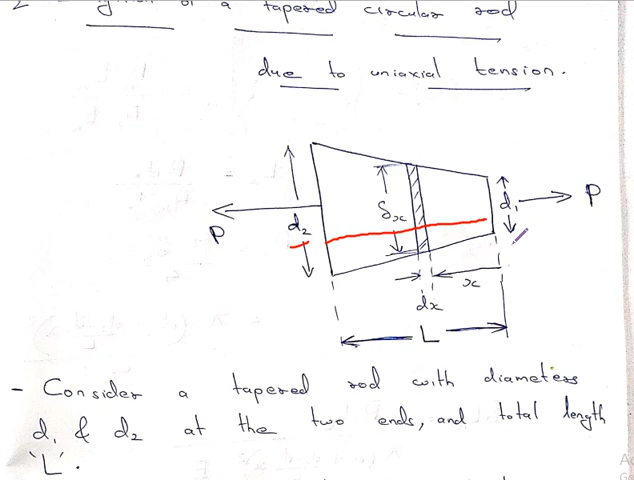 of a tapered circular rod
due to uniaxial tension.
P
d₂
δx
d₁
P
dx
x
L
- Consider a tapered rod with diameters
d₁ & d₂ at the two ends, and total length
'L'.